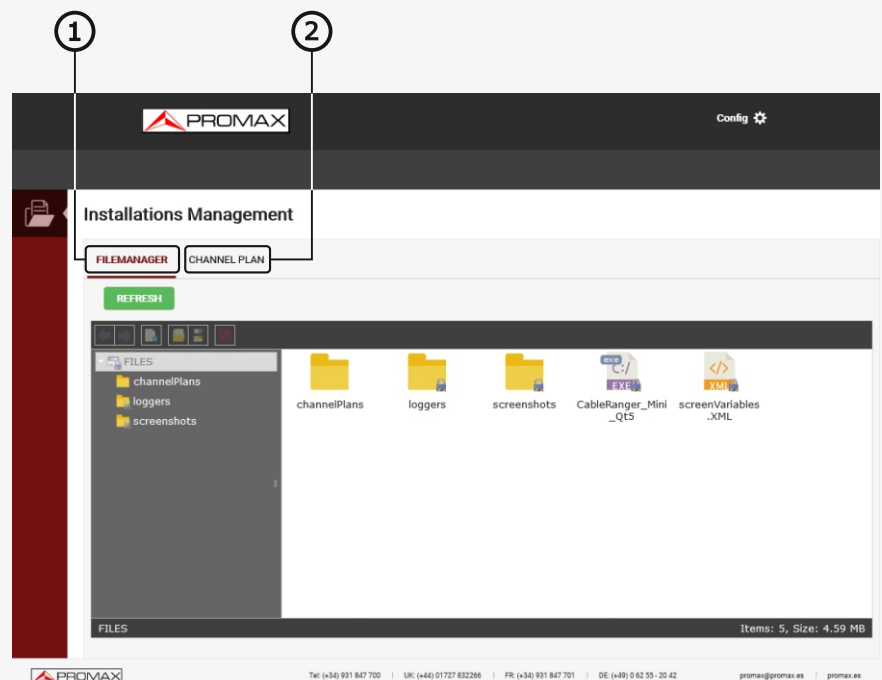 1 2
PROMAX
Config
Installations Management
FILEMANAGER CHANNEL PLAN
REFRESH
FILES
channelPlans
loggers
screenshots
channelPlans loggers screenshots CableRanger_Mini screenVariables
_Qt5 .XML
exe
C:/
EXE
</>
XML
FILES Items: 5, Size: 4.59 MB
PROMAX Tel: (+34) 931 847 700 | UK: (+44) 01727 832266 | FR: (+34) 931 847 701 | DE: (+49) 0 62 55 - 20 42 promax@promax.es | promax.es